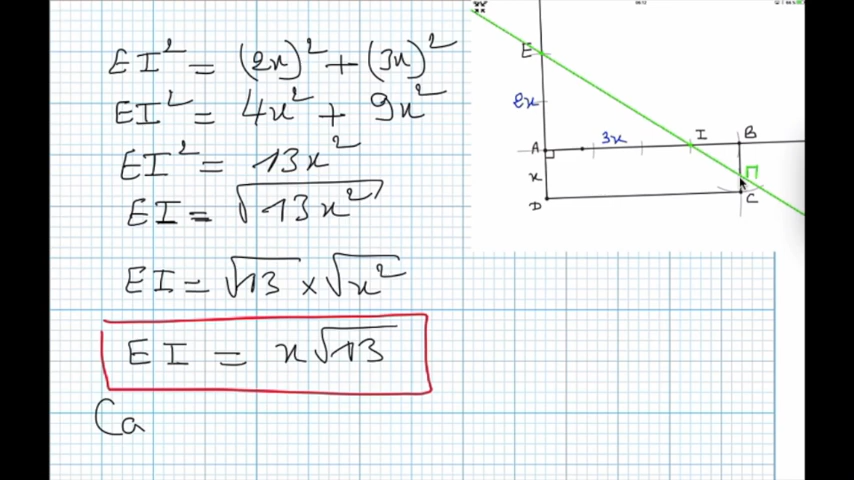 EI² = (2x)² + (3x)²
EI² = 4x² + 9x²
EI² = 13x²
EI = √13x²
EI = √13 × √x²
EI = x√13
Ca
E
2x
A
3x
I
B
x
M
D
C